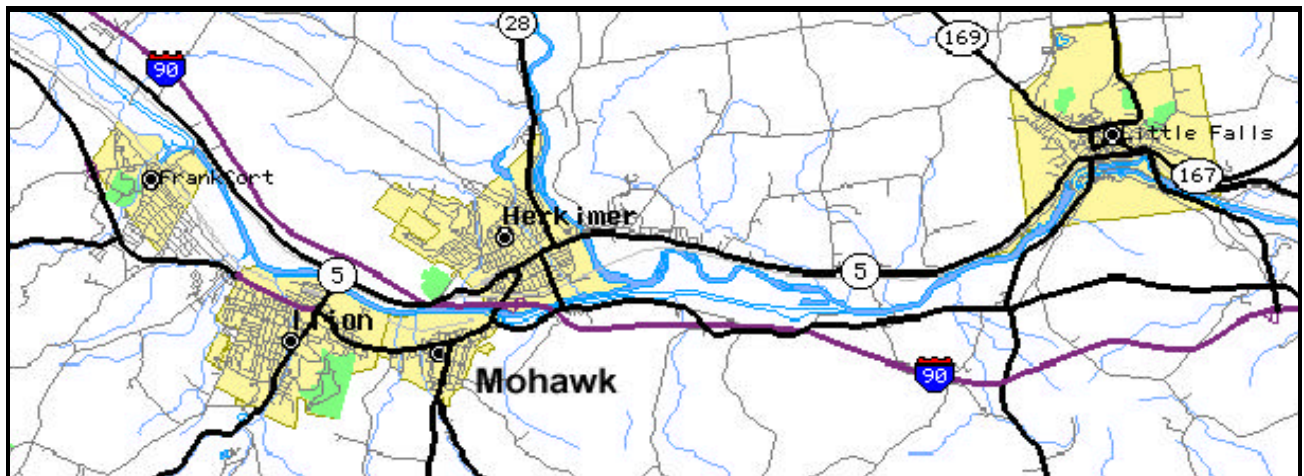 28
169
90
Little Falls
Frankfort
167
Herkimer
5
5
Ilion
90
Mohawk